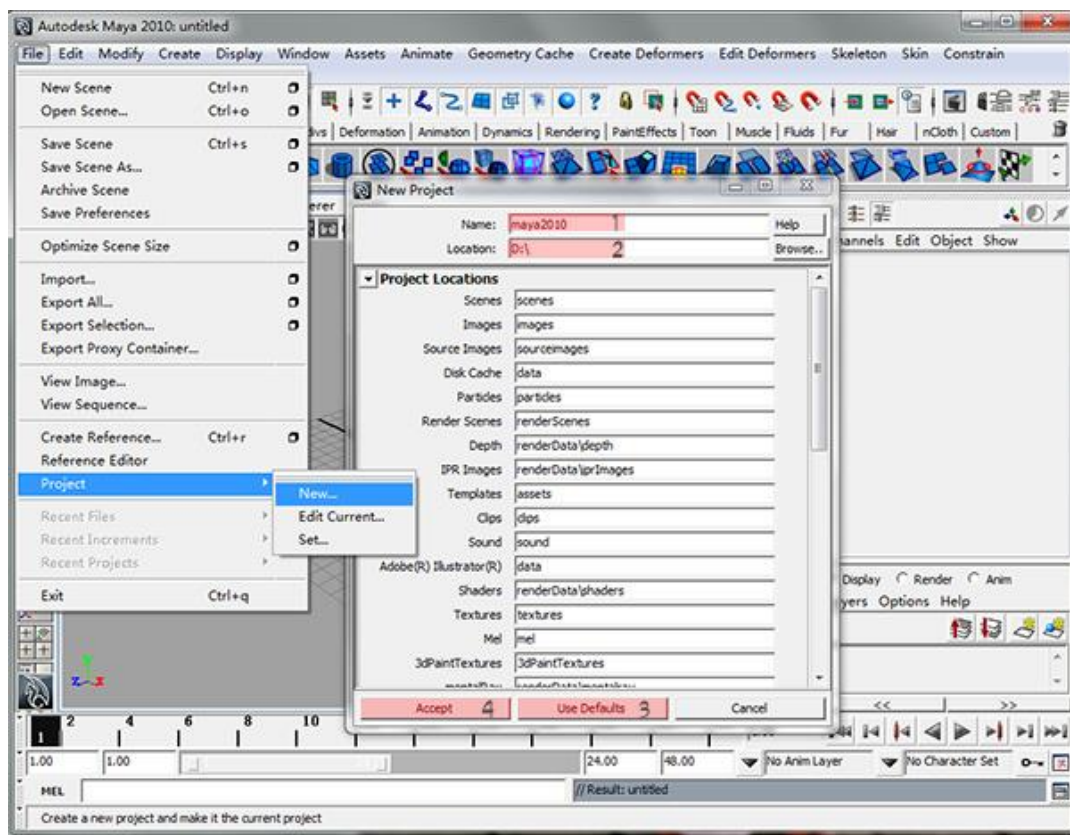 Autodesk Maya 2010: untitled
File Edit Modify Create Display Window Assets Animate Geometry Cache Create Deformers Edit Deformers Skeleton Skin Constrain
New Scene Ctrl+n
Open Scene... Ctrl+o
Save Scene Ctrl+s
Save Scene As...
Archive Scene
Save Preferences
Optimize Scene Size
Import...
Export All...
Export Selection...
Export Proxy Container...
View Image...
View Sequence...
Create Reference... Ctrl+r
Reference Editor
Project
Recent Files
Recent Increments
Recent Projects
Exit Ctrl+q
New...
Edit Current...
Set...
Deformation Animation Dynamics Rendering PaintEffects Toon Muscle Fluids Fur Hair nCloth Custom
New Project
Name: maya2010 1 Help
Location: D:\ 2 Browse...
Project Locations
Scenes scenes
Images images
Source Images sourceimages
Disk Cache data
Particles particles
Render Scenes renderScenes
Depth renderData\depth
IPR Images renderData\iprImages
Templates assets
Clips clips
Sound sound
Adobe(R) Illustrator(R) data
Shaders renderData\shaders
Textures textures
Mel mel
3dPaintTextures 3dPaintTextures
Accept 4 Use Defaults 3 Cancel
Edit Object Show
Display Render Anim
Options Help
<< >>
1 2 4 6 8 10
1.00 1.00 24.00 48.00 No Anim Layer No Character Set
MEL // Result: untitled
Create a new project and make it the current project